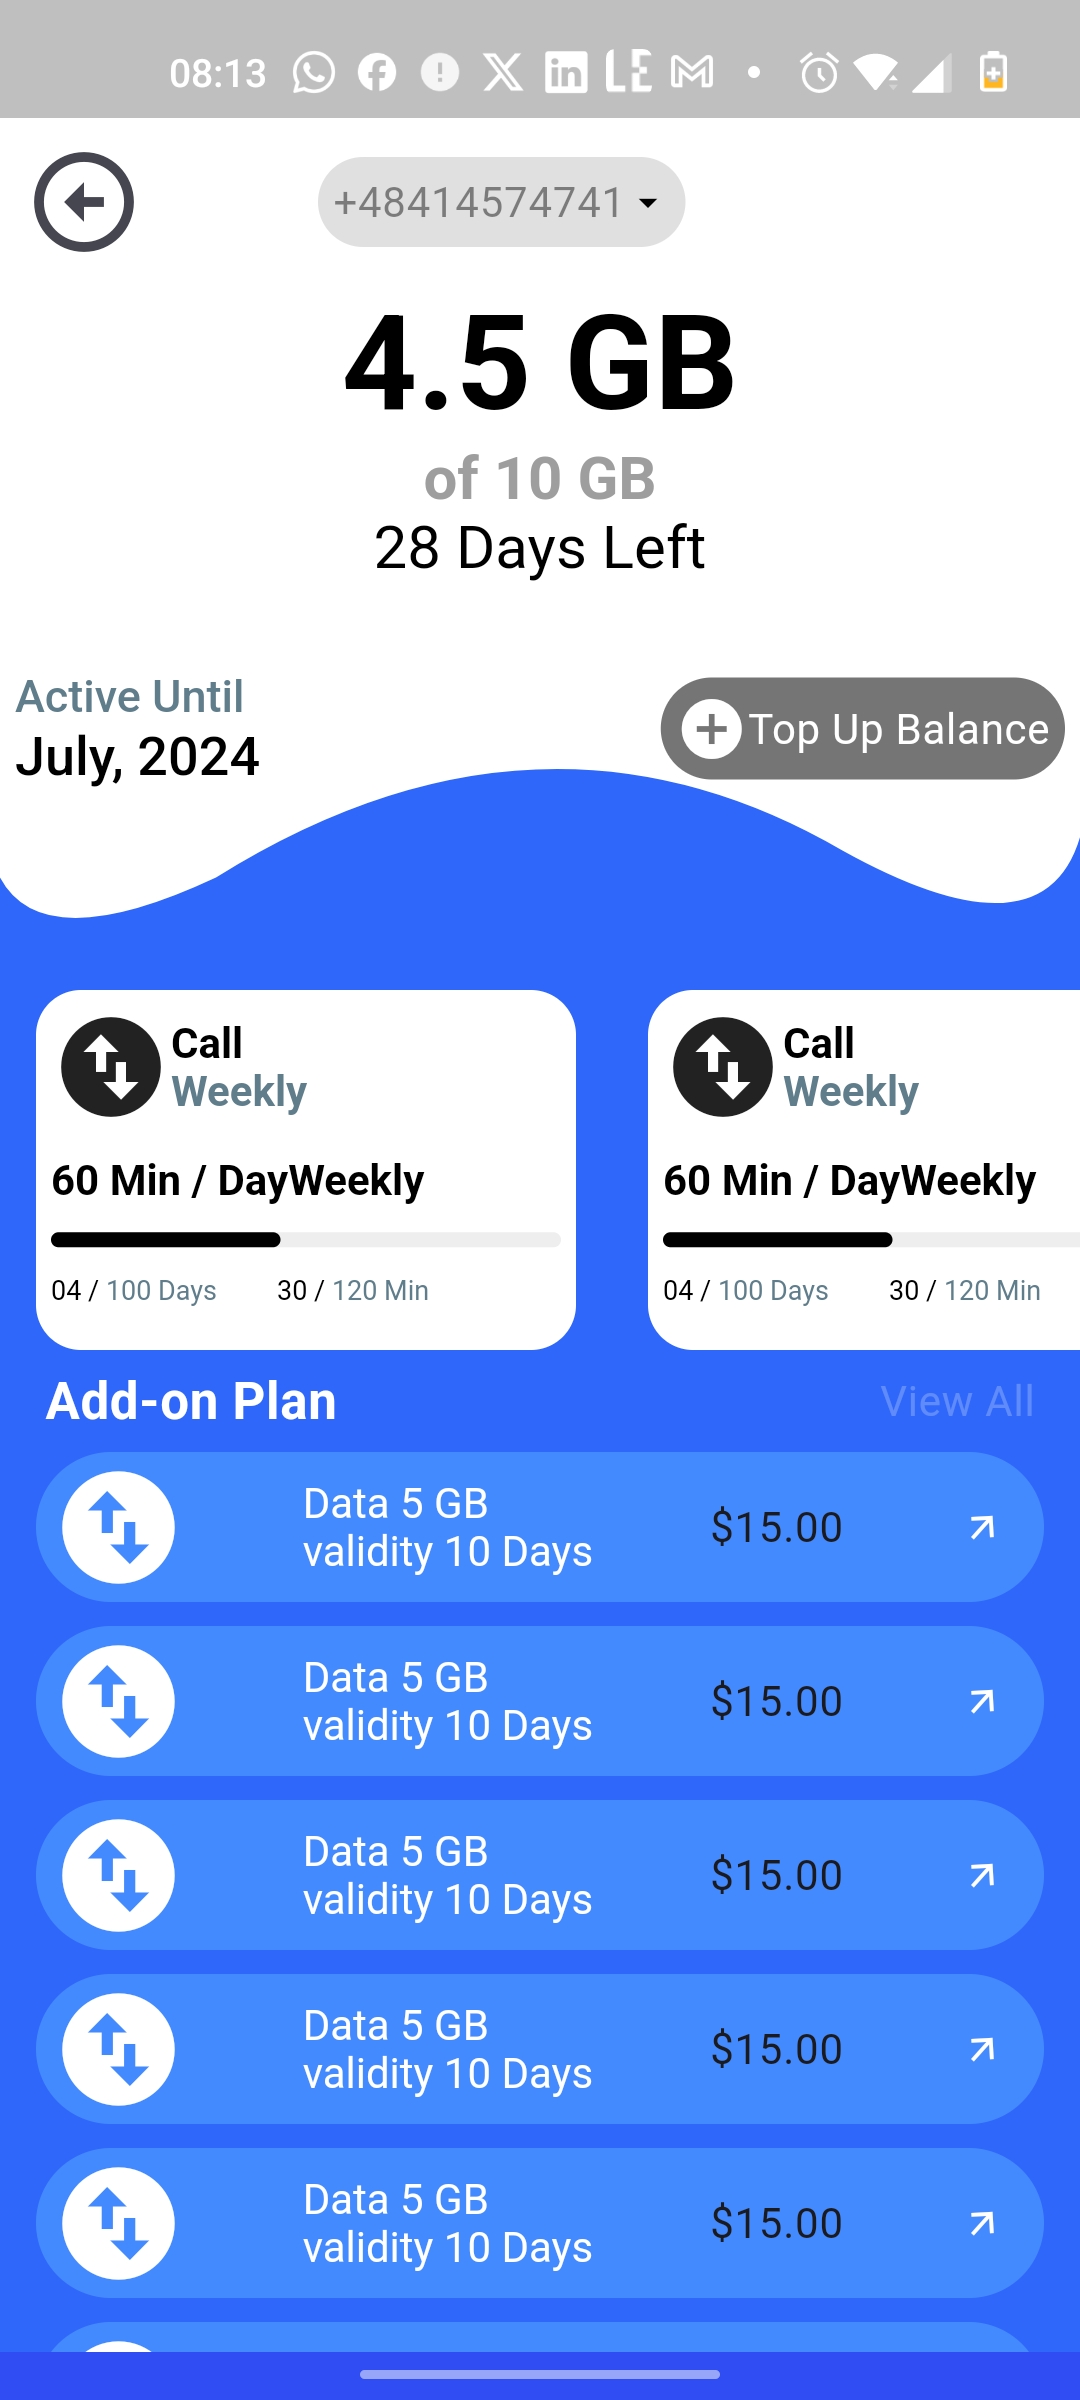 08:13
+48414574741
4.5 GB
of 10 GB
28 Days Left
Active Until
July, 2024
Top Up Balance
Call
Weekly
60 Min / DayWeekly
04 / 100 Days 30 / 120 Min
Call
Weekly
60 Min / DayWeekly
04 / 100 Days 30 / 120 Min
Add-on Plan View All
Data 5 GB
validity 10 Days
$15.00
Data 5 GB
validity 10 Days
$15.00
Data 5 GB
validity 10 Days
$15.00
Data 5 GB
validity 10 Days
$15.00
Data 5 GB
validity 10 Days
$15.00